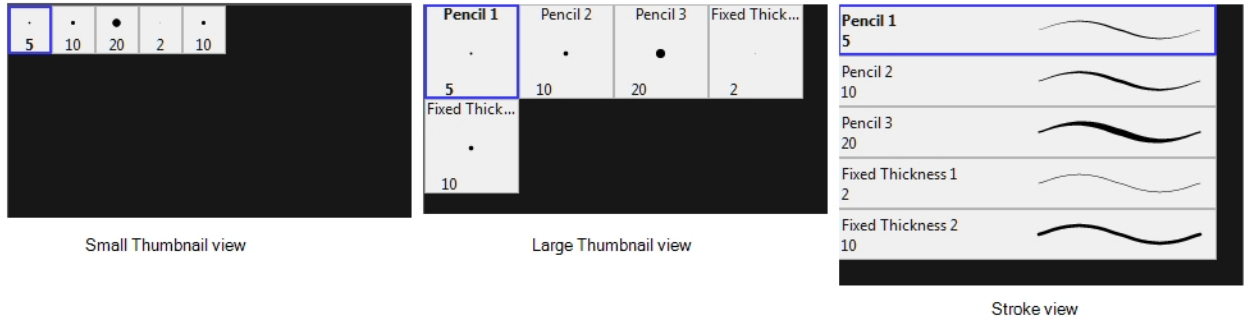 5 10 20 2 10
Small Thumbnail view
Pencil 1 Pencil 2 Pencil 3 Fixed Thick...
5 10 20 2
Fixed Thick...
10
Large Thumbnail view
Pencil 1
5
Pencil 2
10
Pencil 3
20
Fixed Thickness 1
2
Fixed Thickness 2
10
Stroke view